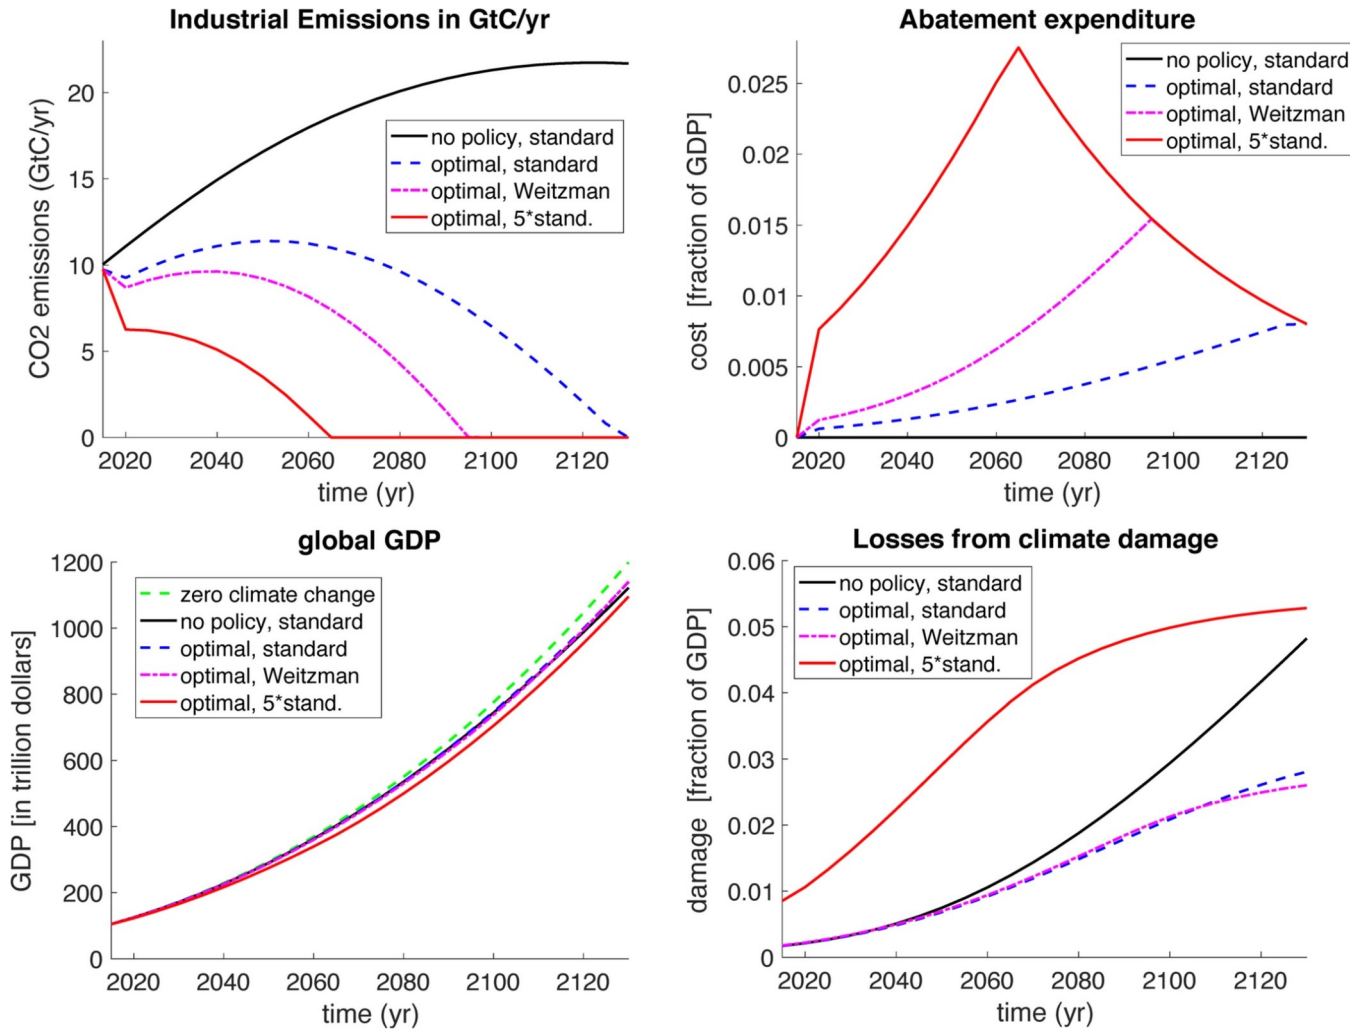 Industrial Emissions in GtC/yr
CO2 emissions (GtC/yr)
20
15
10
5
0
no policy, standard
optimal, standard
optimal, Weitzman
optimal, 5*stand.
2020 2040 2060 2080 2100 2120
time (yr)
Abatement expenditure
cost [fraction of GDP]
0.025
0.02
0.015
0.01
0.005
0
no policy, standard
optimal, standard
optimal, Weitzman
optimal, 5*stand.
2020 2040 2060 2080 2100 2120
time (yr)
global GDP
GDP [in trillion dollars]
1200
1000
800
600
400
200
0
zero climate change
no policy, standard
optimal, standard
optimal, Weitzman
optimal, 5*stand.
2020 2040 2060 2080 2100 2120
time (yr)
Losses from climate damage
damage [fraction of GDP]
0.06
0.05
0.04
0.03
0.02
0.01
0
no policy, standard
optimal, standard
optimal, Weitzman
optimal, 5*stand.
2020 2040 2060 2080 2100 2120
time (yr)